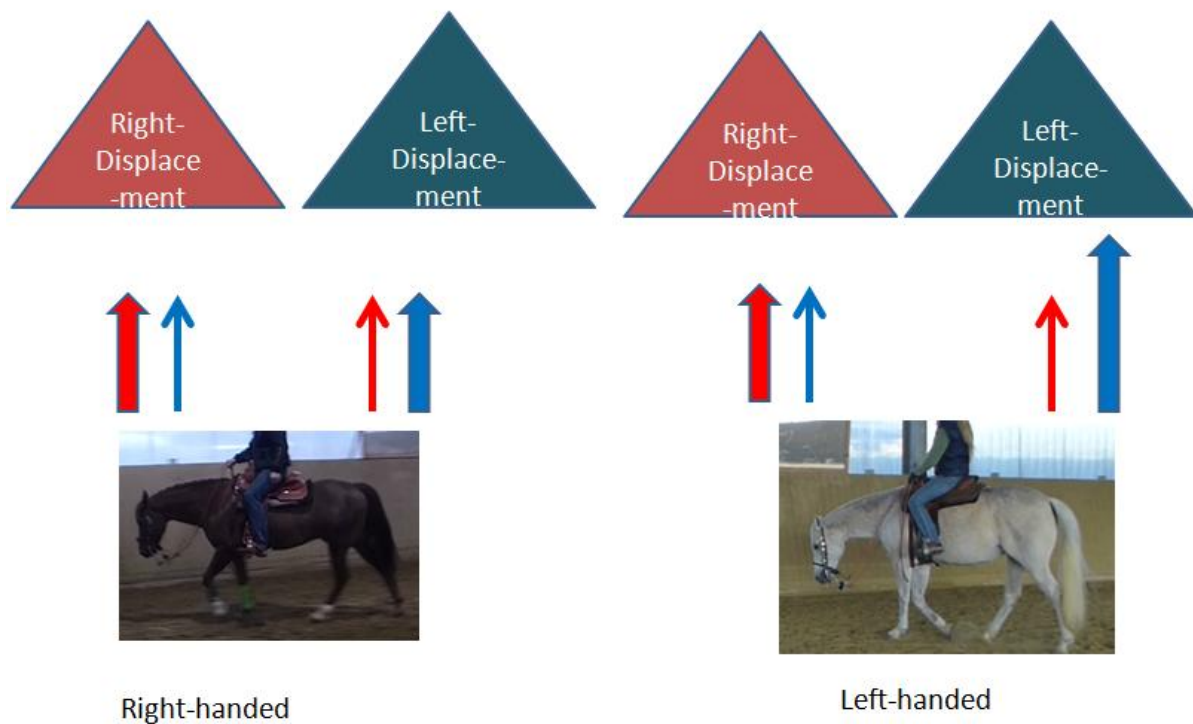 Right-
Displace
-ment
Left-
Displace-
ment
Right-
Displace
-ment
Left-
Displace-
ment
Right-handed
Left-handed